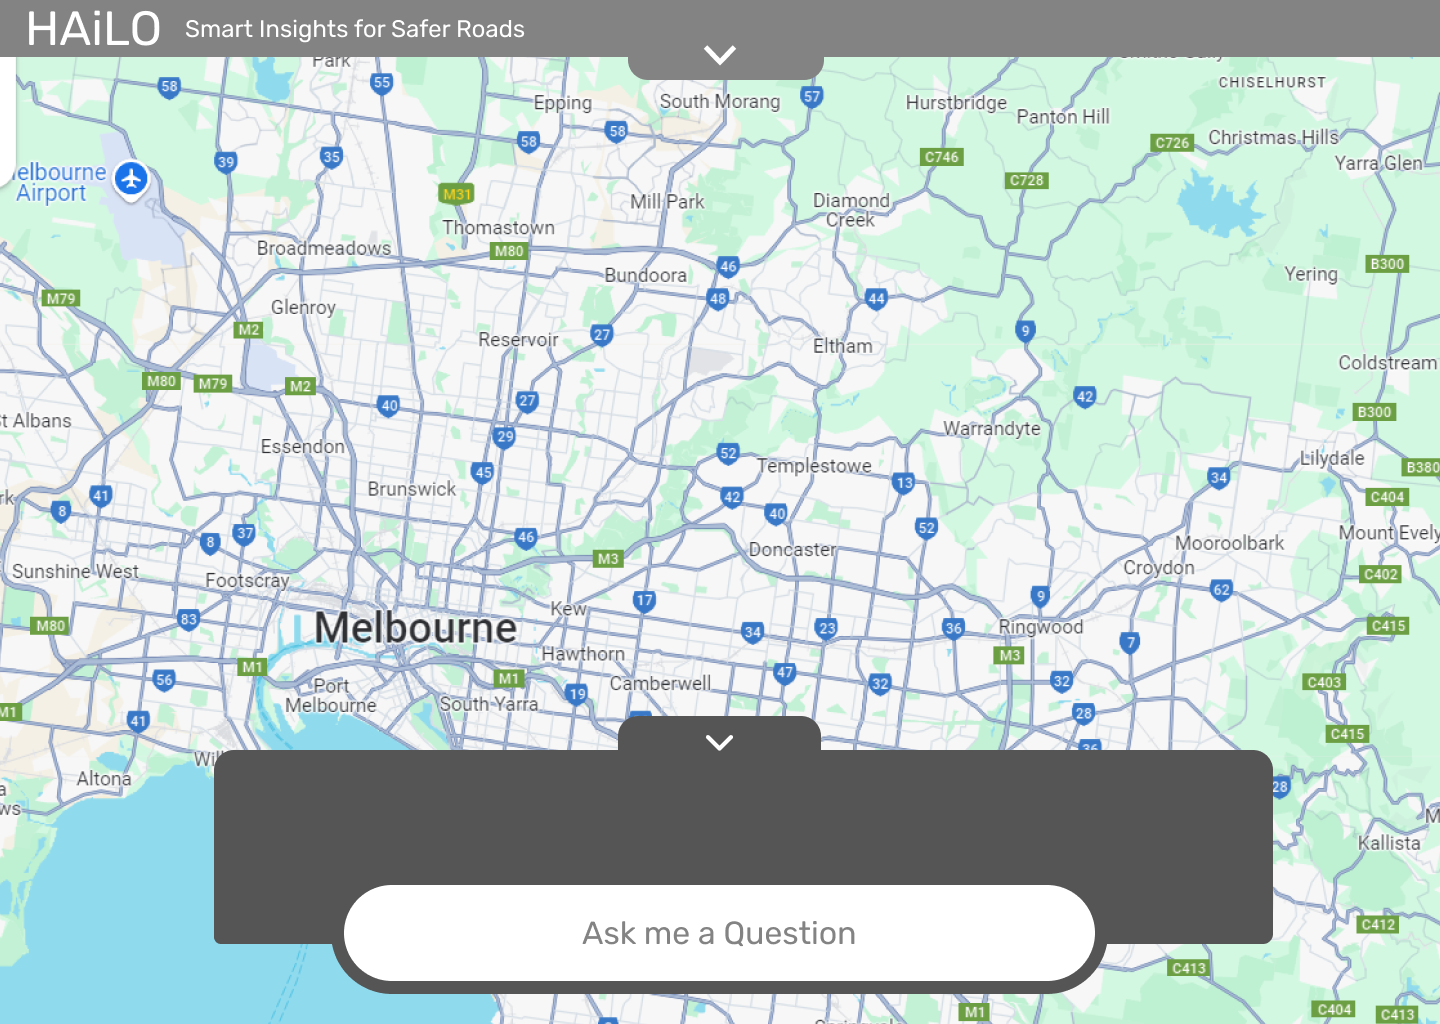 HAiLO
Smart Insights for Safer Roads
Park
CHISELHURST
58
55
57
Epping
South Morang
Hurstbridge
Panton Hill
58
58
C726
Christmas Hills
39
35
C746
Yarra Glen
elbourne
Airport
C728
M31
Mill Park
Diamond
Creek
Thomastown
Broadmeadows
M80
46
B300
Bundoora
Yering
M79
48
44
Glenroy
M2
27
9
Reservoir
Eltham
Coldstream
M80
M79
M2
40
27
42
B300
t Albans
29
Warrandyte
Essendon
52
Templestowe
Lilydale
B380
45
13
34
Brunswick
rk
41
42
C404
8
40
37
52
Mount Evely
8
46
Doncaster
Mooroolbark
M3
Sunshine West
Footscray
Croydon
C402
9
62
17
Kew
83
M80
Melbourne
34
23
36
Ringwood
C415
7
Hawthorn
M3
M1
56
M1
19
Camberwell
47
32
32
C403
Port
Melbourne
South Yarra
M1
41
28
C415
36
Wil
Altona
28
a
ws
M
Kallista
Ask me a Question
C412
C413
M1
C404
C413